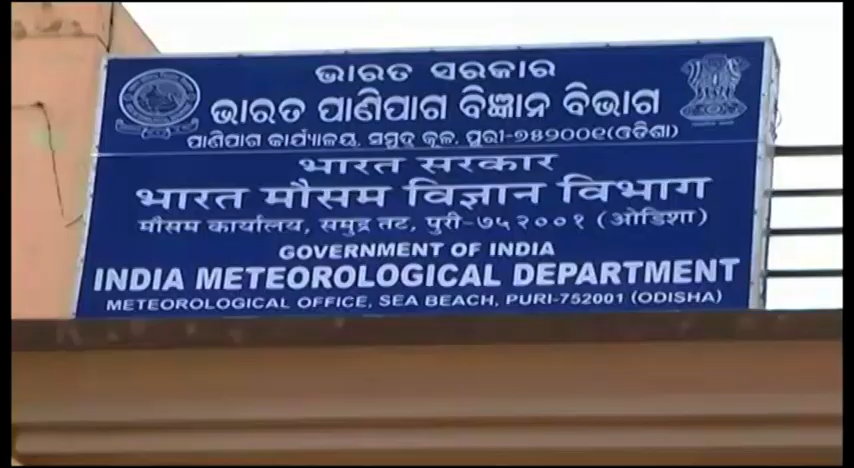 ଭାରତ ସରକାର
ଭାରତ ପାଣିପାଗ ବିଜ୍ଞାନ ବିଭାଗ
ପାଣିପାଗ କାର୍ଯ୍ୟାଳୟ, ସମୁଦ୍ର କୂଳ, ପୁରୀ-୭୫୨୦୦୧(ଓଡିଶା)
भारत सरकार
भारत मौसम विज्ञान विभाग
मौसम कार्यालय, समुद्र तट, पुरी-७५२००१ (ओडिशा)
GOVERNMENT OF INDIA
INDIA METEOROLOGICAL DEPARTMENT
METEOROLOGICAL OFFICE, SEA BEACH, PURI-752001 (ODISHA)